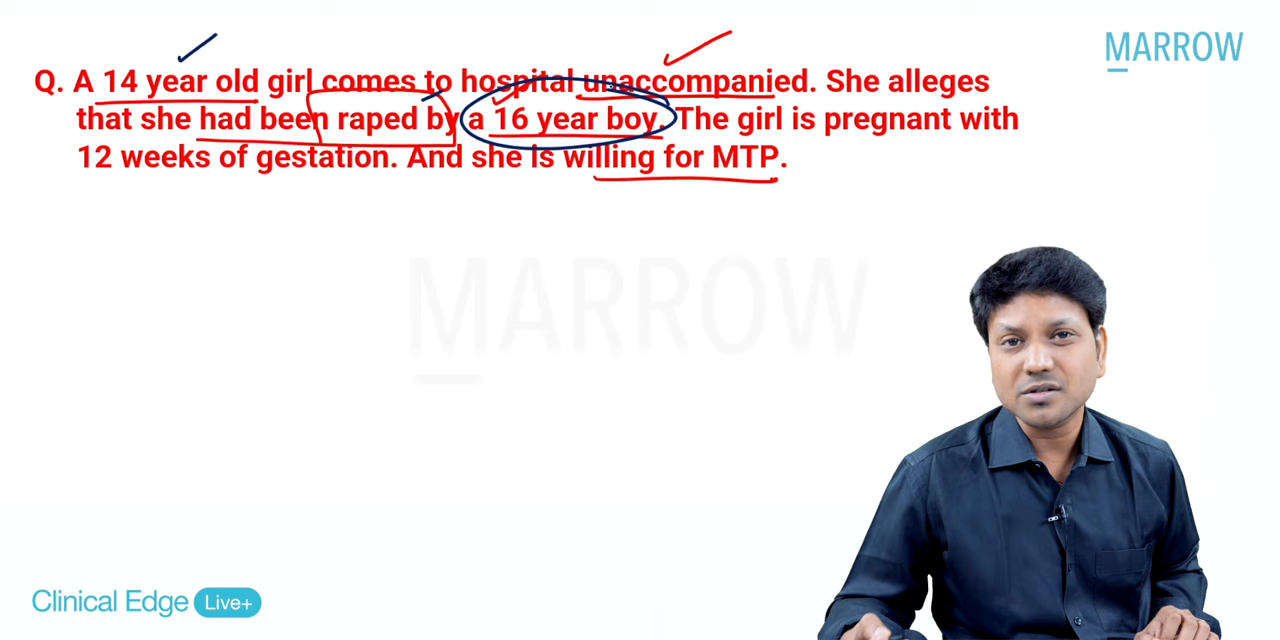 MARROW
Q. A 14 year old girl comes to hospital unaccompanied. She alleges
that she had been raped by a 16 year boy. The girl is pregnant with
12 weeks of gestation. And she is willing for MTP.
MARROW
Clinical Edge Live+